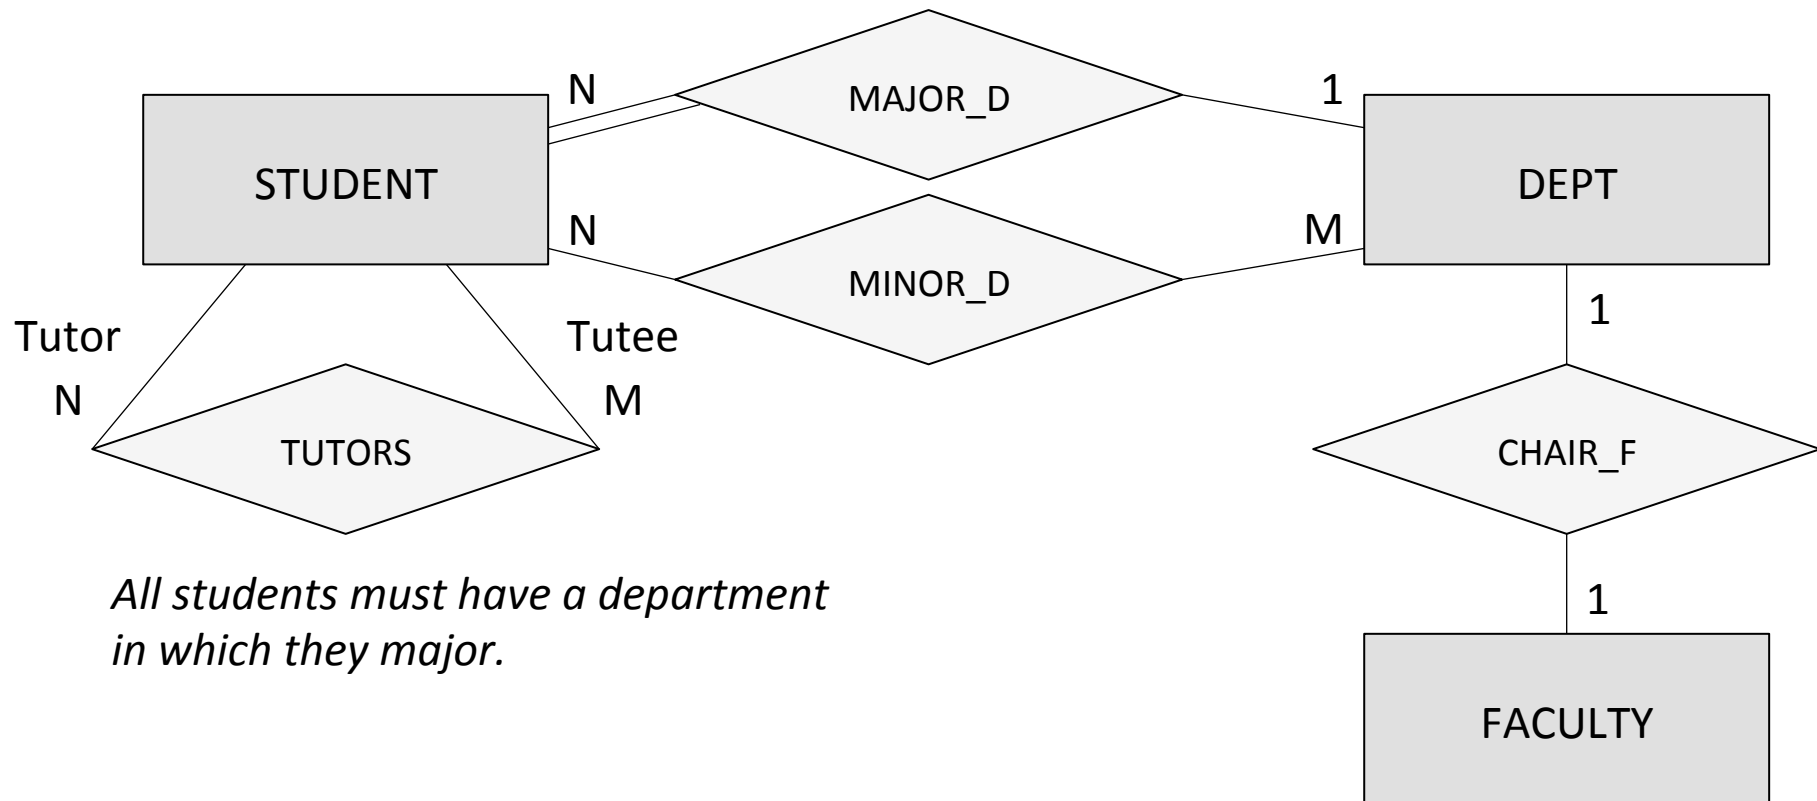 N
MAJOR_D
1
STUDENT
DEPT
N
MINOR_D
M
Tutor
Tutee
1
N
M
TUTORS
CHAIR_F
All students must have a department
in which they major.
1
FACULTY